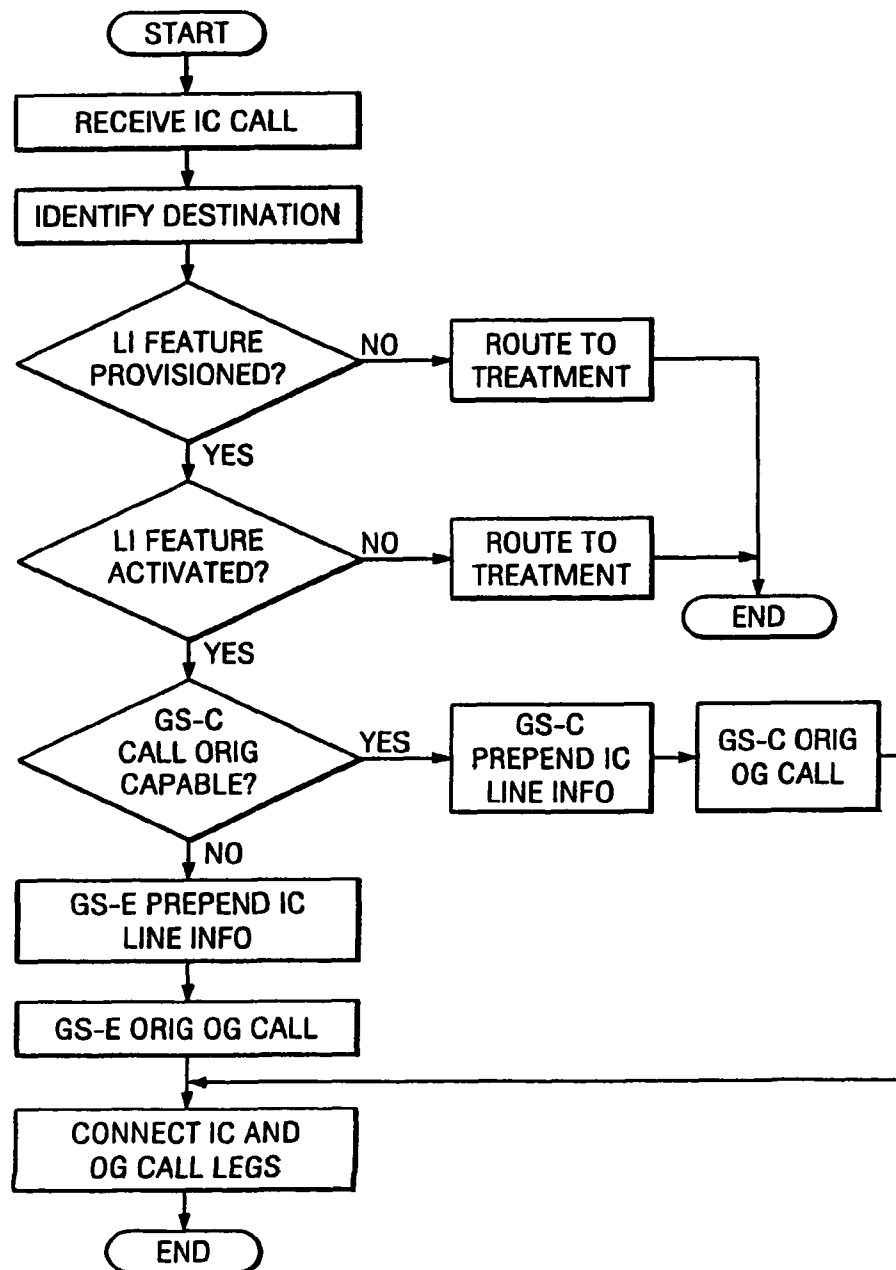 START
RECEIVE IC CALL
IDENTIFY DESTINATION
LI FEATURE
PROVISIONED?
NO
ROUTE TO
TREATMENT
YES
LI FEATURE
ACTIVATED?
NO
ROUTE TO
TREATMENT
END
YES
GS-C
CALL ORIG
CAPABLE?
YES
GS-C
PREPEND IC
LINE INFO
GS-C ORIG
OG CALL
NO
GS-E PREPEND IC
LINE INFO
GS-E ORIG OG CALL
CONNECT IC AND
OG CALL LEGS
END